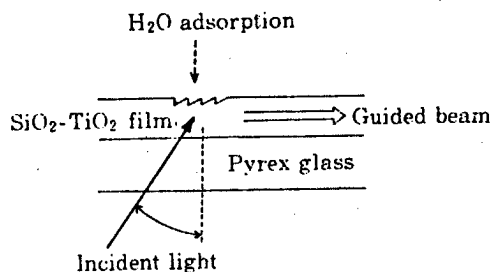 H₂O adsorption
SiO₂-TiO₂ film
Guided beam
Pyrex glass
Incident light